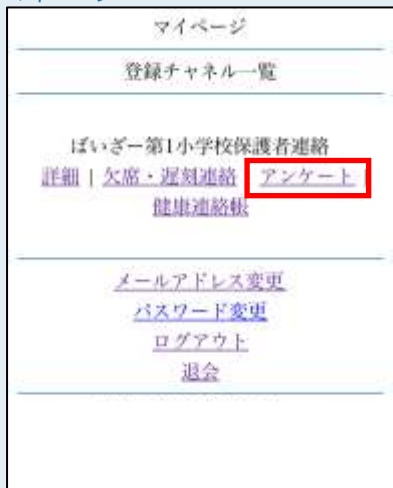 マイページ
登録チャネル一覧
ばいざー第1小学校保護者連絡
詳細 | 欠席・遅刻連絡 アンケート |
健康連絡帳
メールアドレス変更
パスワード変更
ログアウト
退会